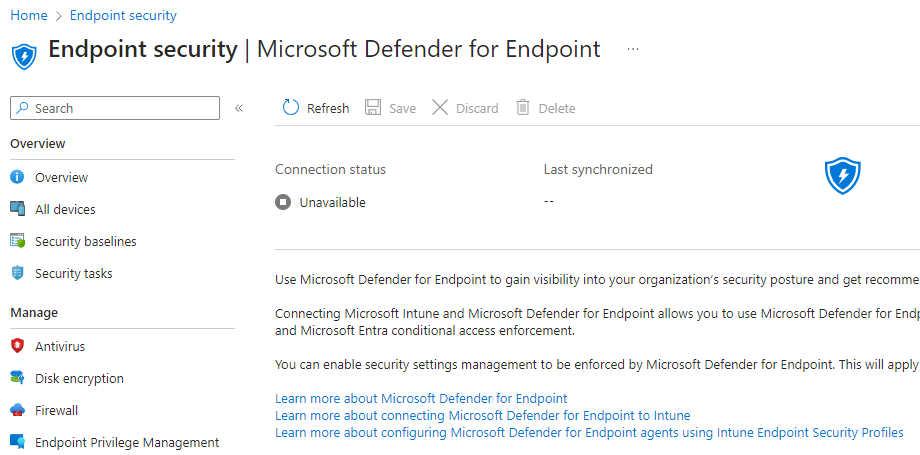 Home > Endpoint security
Endpoint security | Microsoft Defender for Endpoint ...
Search «
Refresh Save Discard Delete
Overview
Overview
All devices
Security baselines
Security tasks
Manage
Antivirus
Disk encryption
Firewall
Endpoint Privilege Management
Connection status Last synchronized
Unavailable --
Use Microsoft Defender for Endpoint to gain visibility into your organization's security posture and get recomme
Connecting Microsoft Intune and Microsoft Defender for Endpoint allows you to use Microsoft Defender for End
and Microsoft Entra conditional access enforcement.
You can enable security settings management to be enforced by Microsoft Defender for Endpoint. This will apply
Learn more about Microsoft Defender for Endpoint
Learn more about connecting Microsoft Defender for Endpoint to Intune
Learn more about configuring Microsoft Defender for Endpoint agents using Intune Endpoint Security Profiles